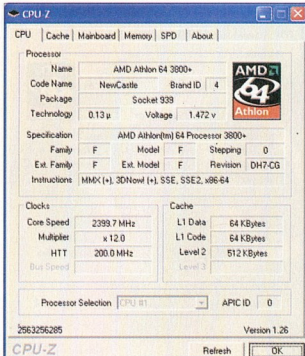 CPU-Z
CPU Cache Mainboard Memory SPD About
Processor
Name AMD Athlon 64 3800+
Code Name NewCastle Brand ID 4
Package Socket 939
Technology 0.13 µ Voltage 1.472 v
AMD
64
Athlon
Specification AMD Athlon(tm) 64 Processor 3800+
Family F Model F Stepping 0
Ext. Family F Ext. Model F Revision DH7-CG
Instructions MMX (+), 3DNow! (+), SSE, SSE2, x86-64
Clocks Cache
Core Speed 2399.7 MHz L1 Data 64 KBytes
Multiplier x 12.0 L1 Code 64 KBytes
HTT 200.0 MHz Level 2 512 KBytes
Bus Speed Level 3
Processor Selection CPU #1 APIC ID 0
2563256285 Version 1.26
CPU-Z Refresh OK